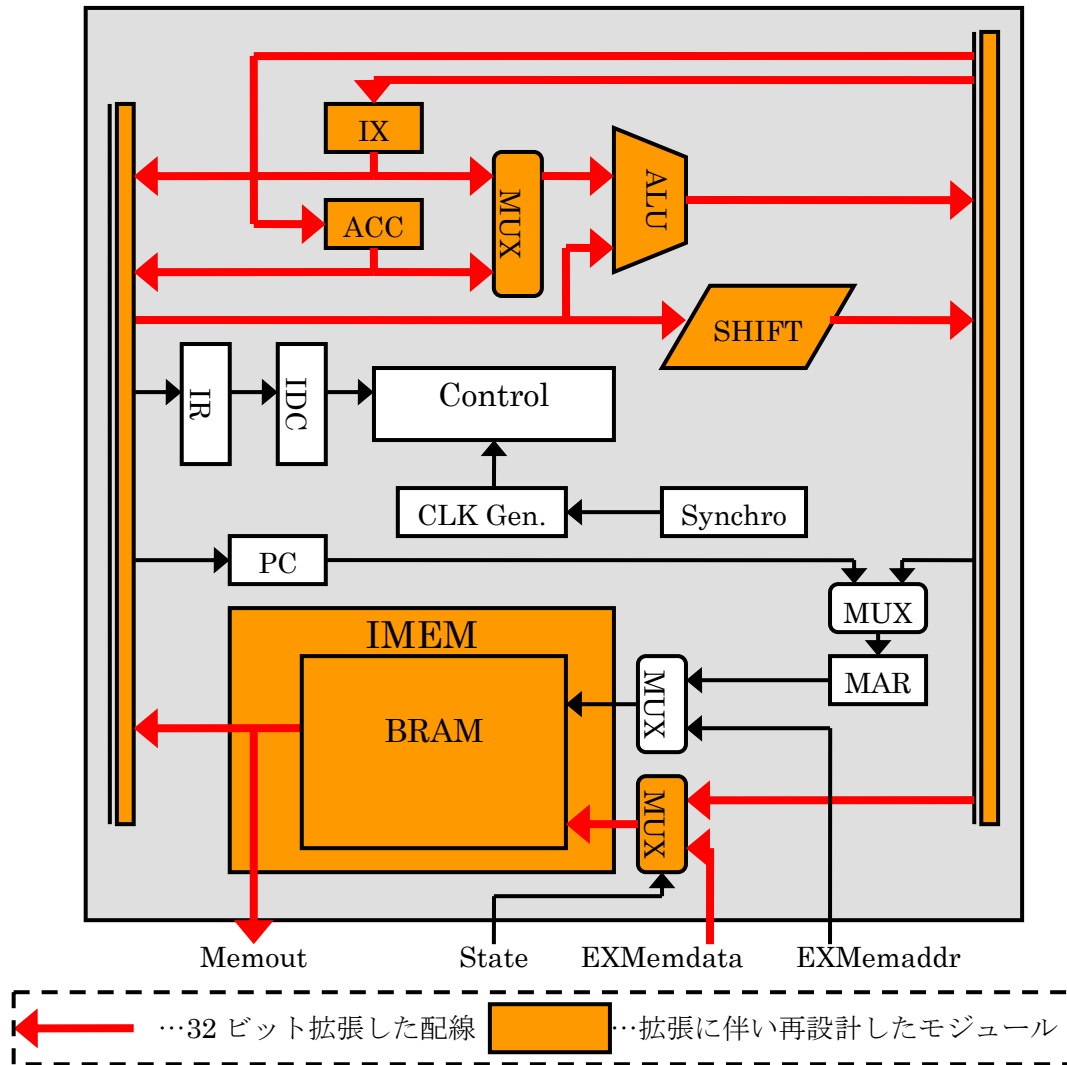 IX
ACC
MUX
ALU
SHIFT
IR
IDC
Control
CLK Gen.
Synchro
PC
MUX
MAR
IMEM
BRAM
MUX
MUX
Memout
State
EXMemdata
EXMemaddr
…32 ビット拡張した配線
…拡張に伴い再設計したモジュール